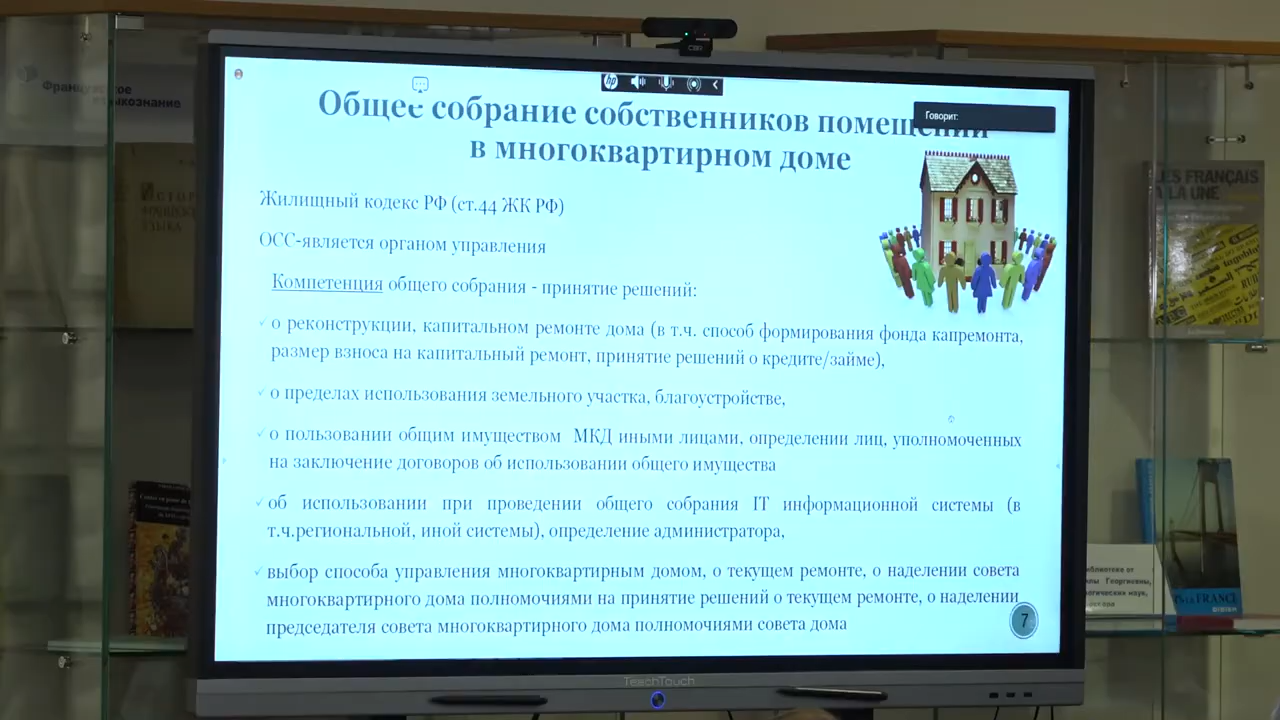 CBR
hp
Говорит:
Общее собрание собственников помещений
в многоквартирном доме
Жилищный кодекс РФ (ст.44 ЖК РФ)
ОСС-является органом управления
Компетенция общего собрания - принятие решений:
о реконструкции, капитальном ремонте дома (в т.ч. способ формирования фонда капремонта,
размер взноса на капитальный ремонт, принятие решений о кредите/займе),
о пределах использования земельного участка, благоустройстве,
о пользовании общим имуществом МКД иными лицами, определении лиц, уполномоченных
на заключение договоров об использовании общего имущества
об использовании при проведении общего собрания IT информационной системы (в
т.ч.региональной, иной системы), определение администратора,
выбор способа управления многоквартирным домом, о текущем ремонте, о наделении совета
многоквартирного дома полномочиями на принятие решений о текущем ремонте, о наделении
председателя совета многоквартирного дома полномочиями совета дома
7
TeachTouch
языкознание
LES FRANÇAIS
À LA UNE
DIDIER